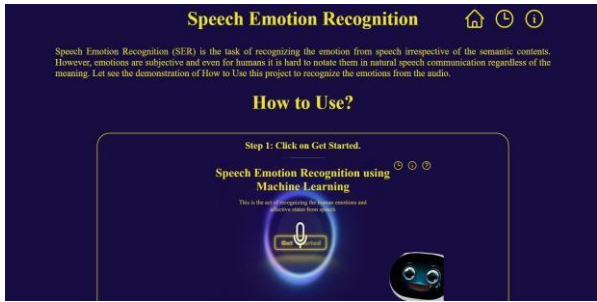 Speech Emotion Recognition
Speech Emotion Recognition (SER) is the task of recognizing the emotion from speech irrespective of the semantic contents.
However, emotions are subjective and even for humans it is hard to notate them in natural speech communication regardless of the
meaning. Let see the demonstration of How to Use this project to recognize the emotions from the audio.
How to Use?
Step 1: Click on Get Started.
Speech Emotion Recognition using
Machine Learning
This is the act of recognizing the human emotions and
affective states from speech
Get Started